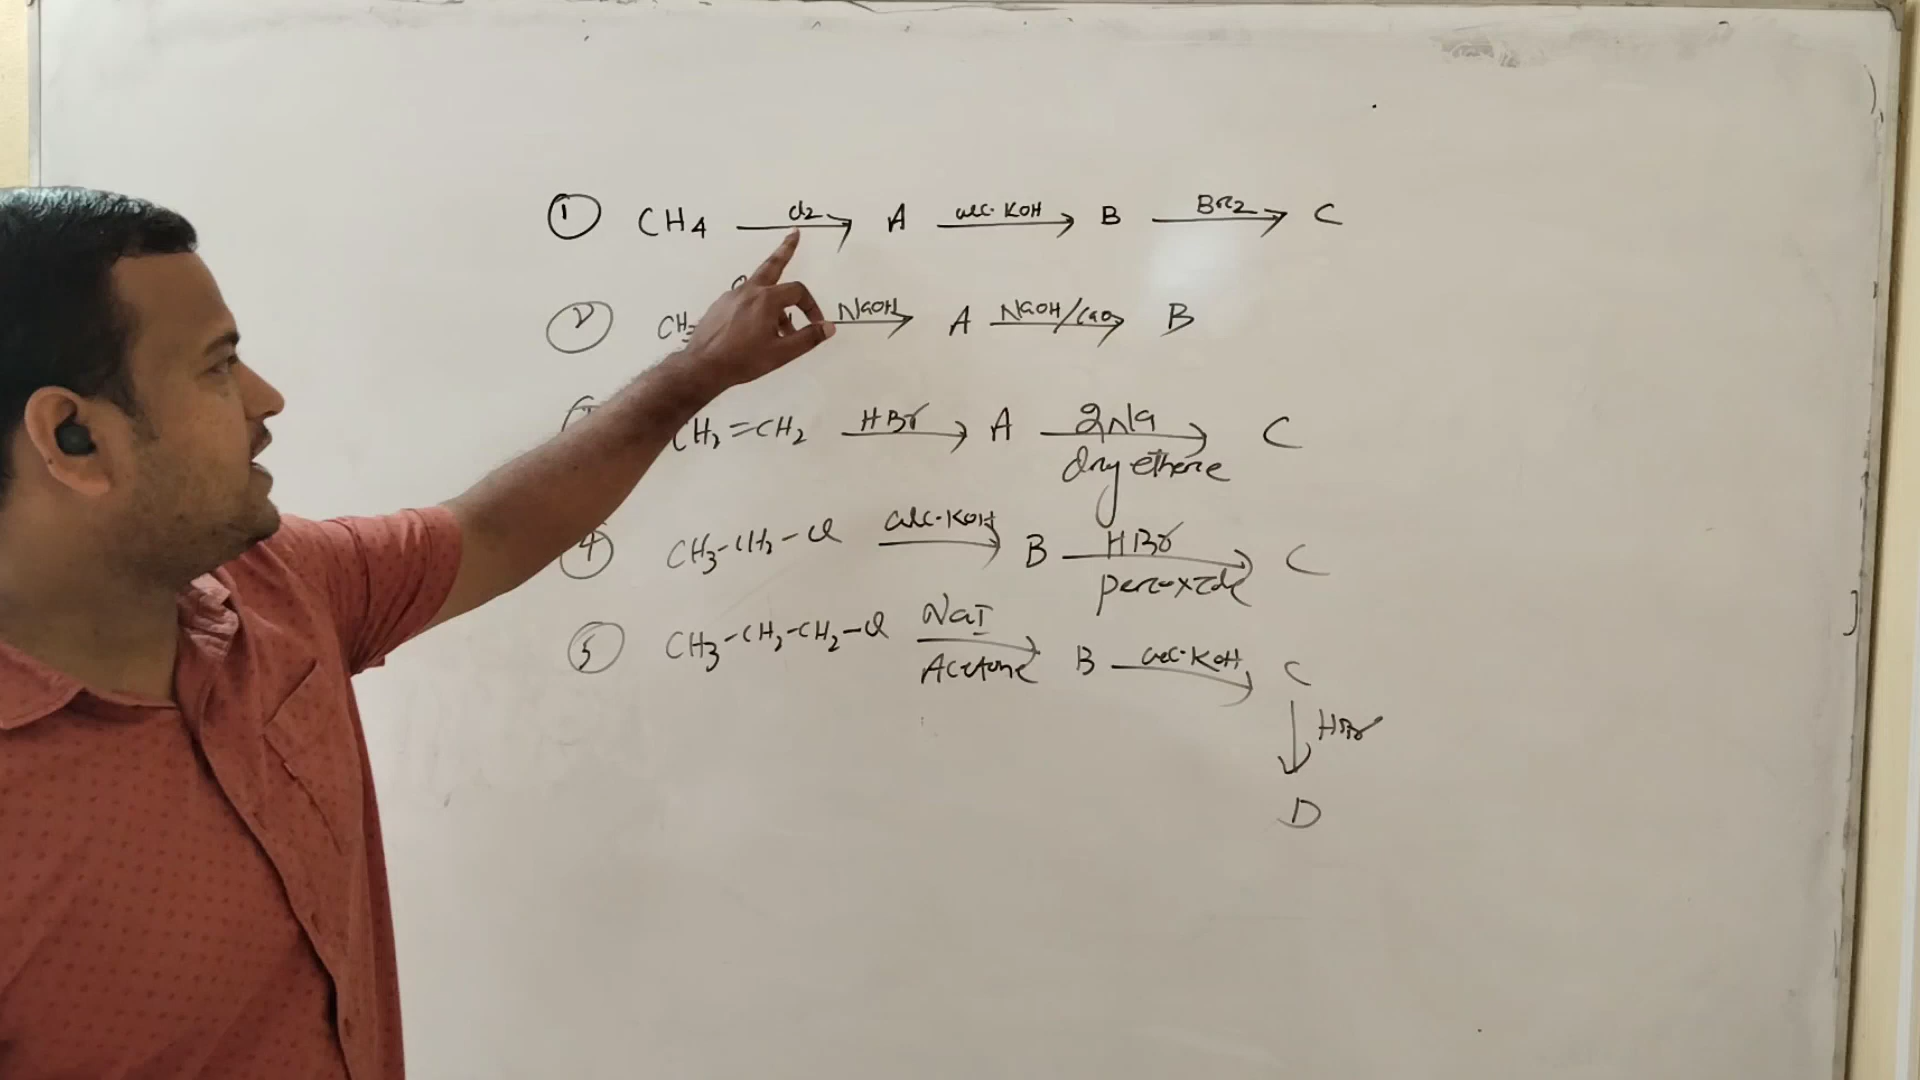 ① CH4 —Cl2→ A —alc. KOH→ B —Br2→ C
② CH3 —NaOH→ A —NaOH/CaO→ B
CH2=CH2 —HBr→ A —2Na→ C
dry ethere
④ CH3-CH2-Cl —alc. KOH→ B —HBr→ C
peroxide
⑤ CH3-CH2-CH2-Cl —NaI→ B —alc. KOH→ C
Acetone
↓ HBr
D